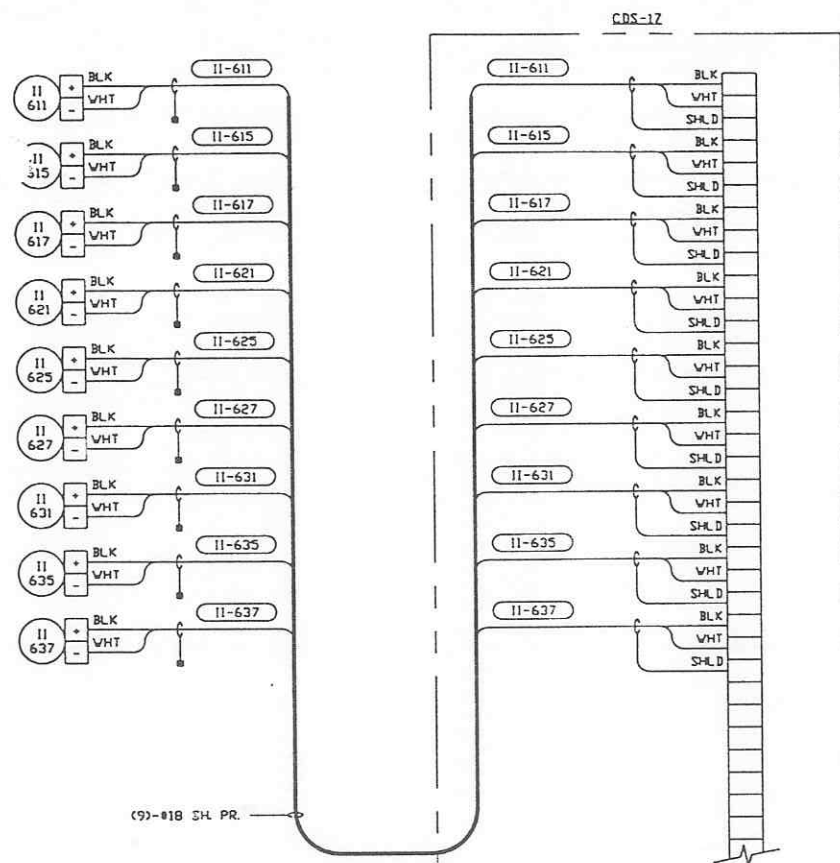 CDS-17
II 611 + - BLK WHT II-611 II-611 BLK WHT SHLD
II 615 + - BLK WHT II-615 II-615 BLK WHT SHLD
II 617 + - BLK WHT II-617 II-617 BLK WHT SHLD
II 621 + - BLK WHT II-621 II-621 BLK WHT SHLD
II 625 + - BLK WHT II-625 II-625 BLK WHT SHLD
II 627 + - BLK WHT II-627 II-627 BLK WHT SHLD
II 631 + - BLK WHT II-631 II-631 BLK WHT SHLD
II 635 + - BLK WHT II-635 II-635 BLK WHT SHLD
II 637 + - BLK WHT II-637 II-637 BLK WHT SHLD
(9)-#18 SH. PR.